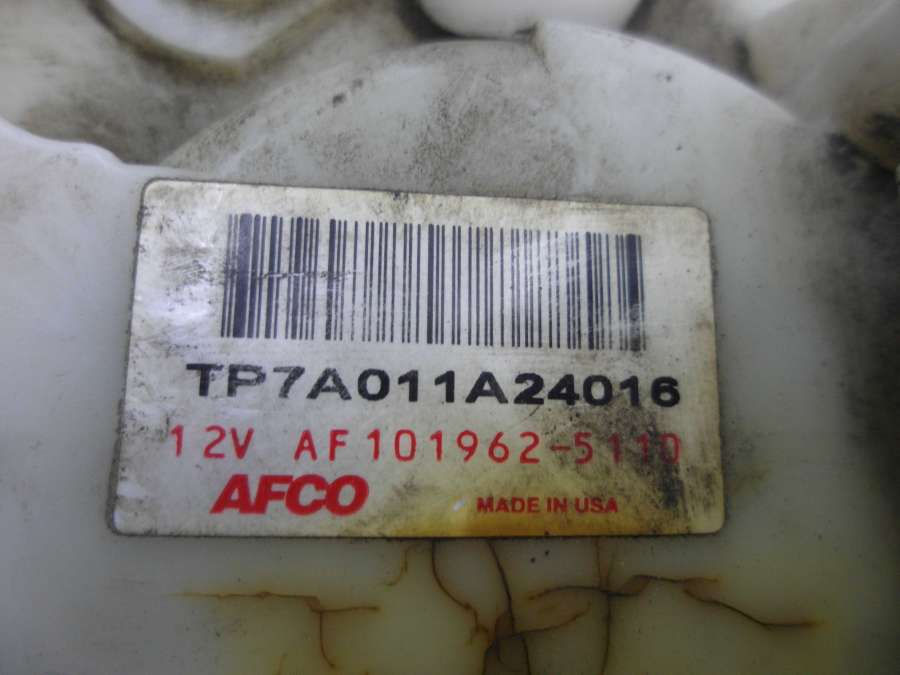 TP7A011A24016
12V AF101962-5110
AFCO
MADE IN USA